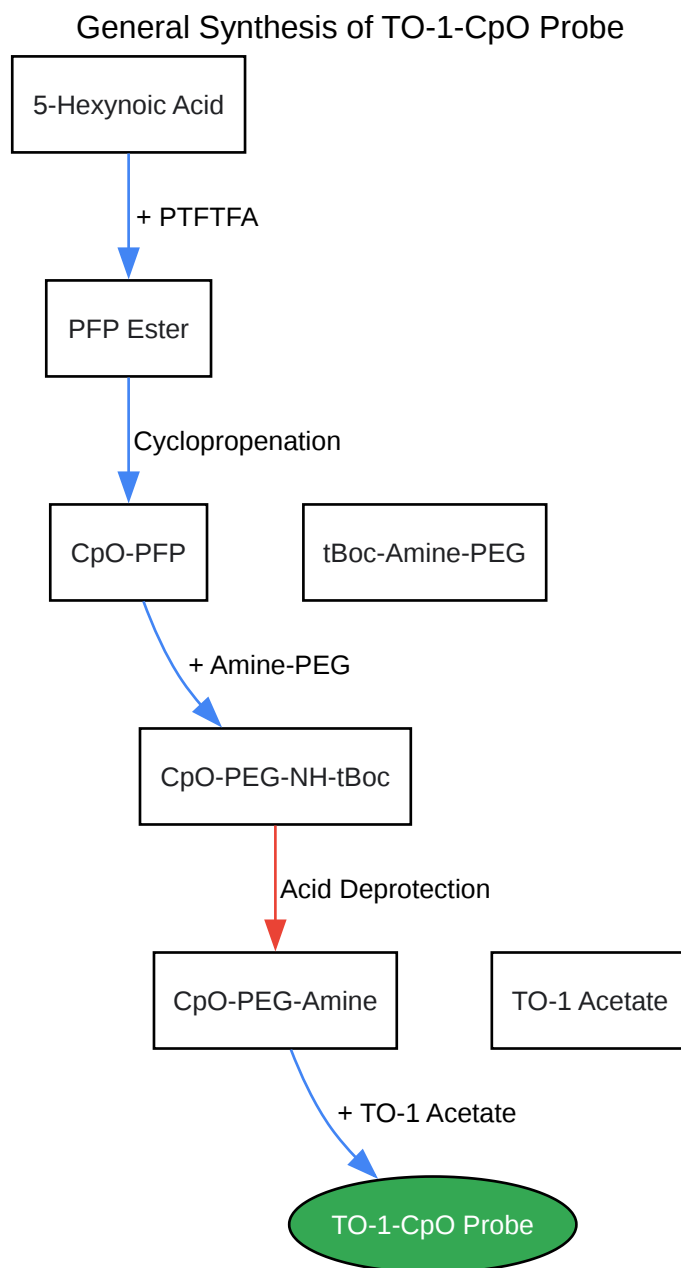 General Synthesis of TO-1-CpO Probe
5-Hexynoic Acid
+ PTFTFA
PFP Ester
Cyclopropenation
CpO-PFP
tBoc-Amine-PEG
+ Amine-PEG
CpO-PEG-NH-tBoc
Acid Deprotection
CpO-PEG-Amine
TO-1 Acetate
+ TO-1 Acetate
TO-1-CpO Probe